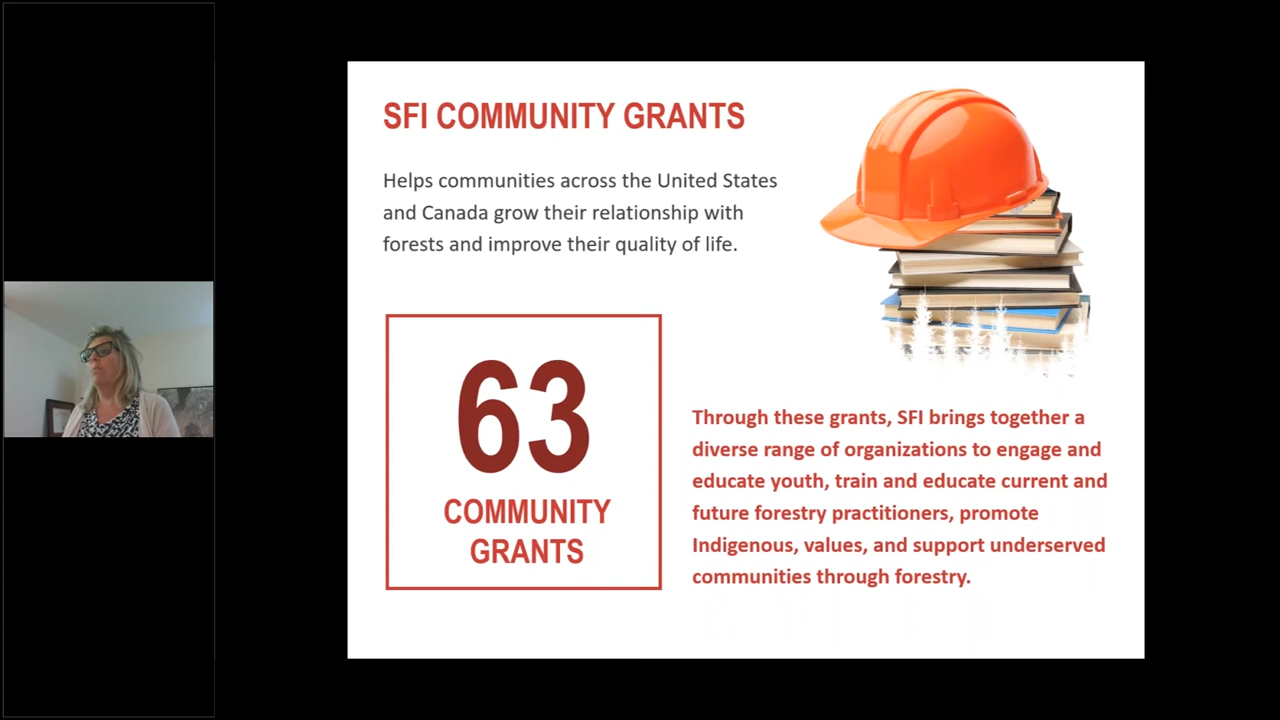 SFI COMMUNITY GRANTS
Helps communities across the United States
and Canada grow their relationship with
forests and improve their quality of life.
63
COMMUNITY
GRANTS
Through these grants, SFI brings together a
diverse range of organizations to engage and
educate youth, train and educate current and
future forestry practitioners, promote
Indigenous, values, and support underserved
communities through forestry.